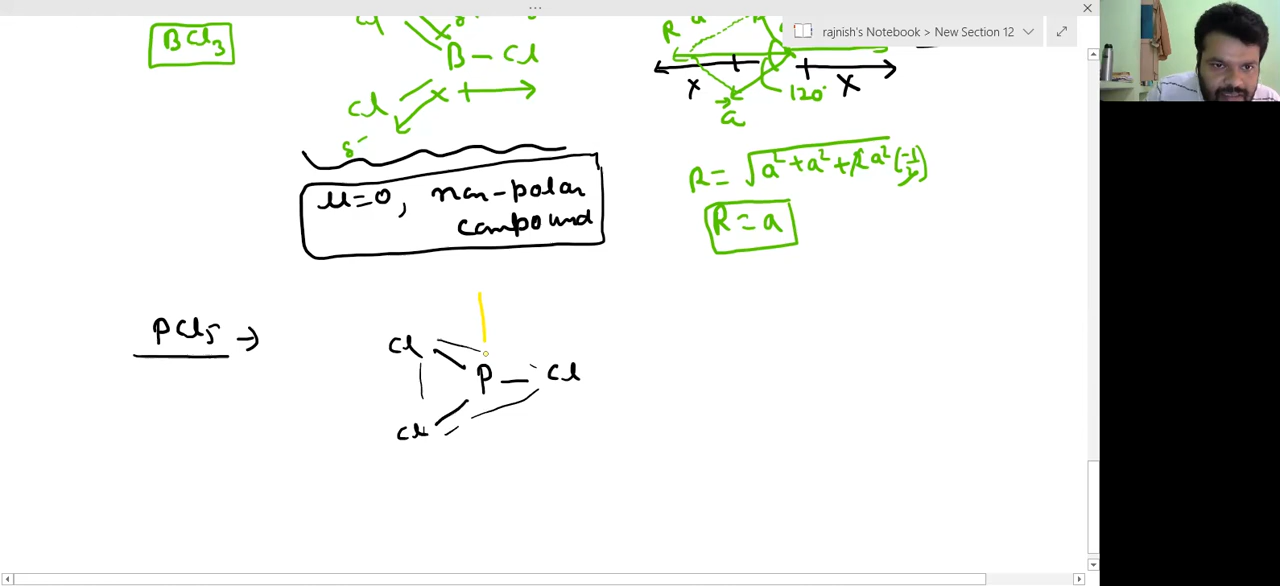 rajnish's Notebook > New Section 12
BCl3
Cl
B – Cl
Cl
δ-
R
x
x
120°
a
R = √a² + a² + 2a² (-1/2)
R = a
μ=0, non-polar
compound
PCl5 →
Cl
P – Cl
Cl